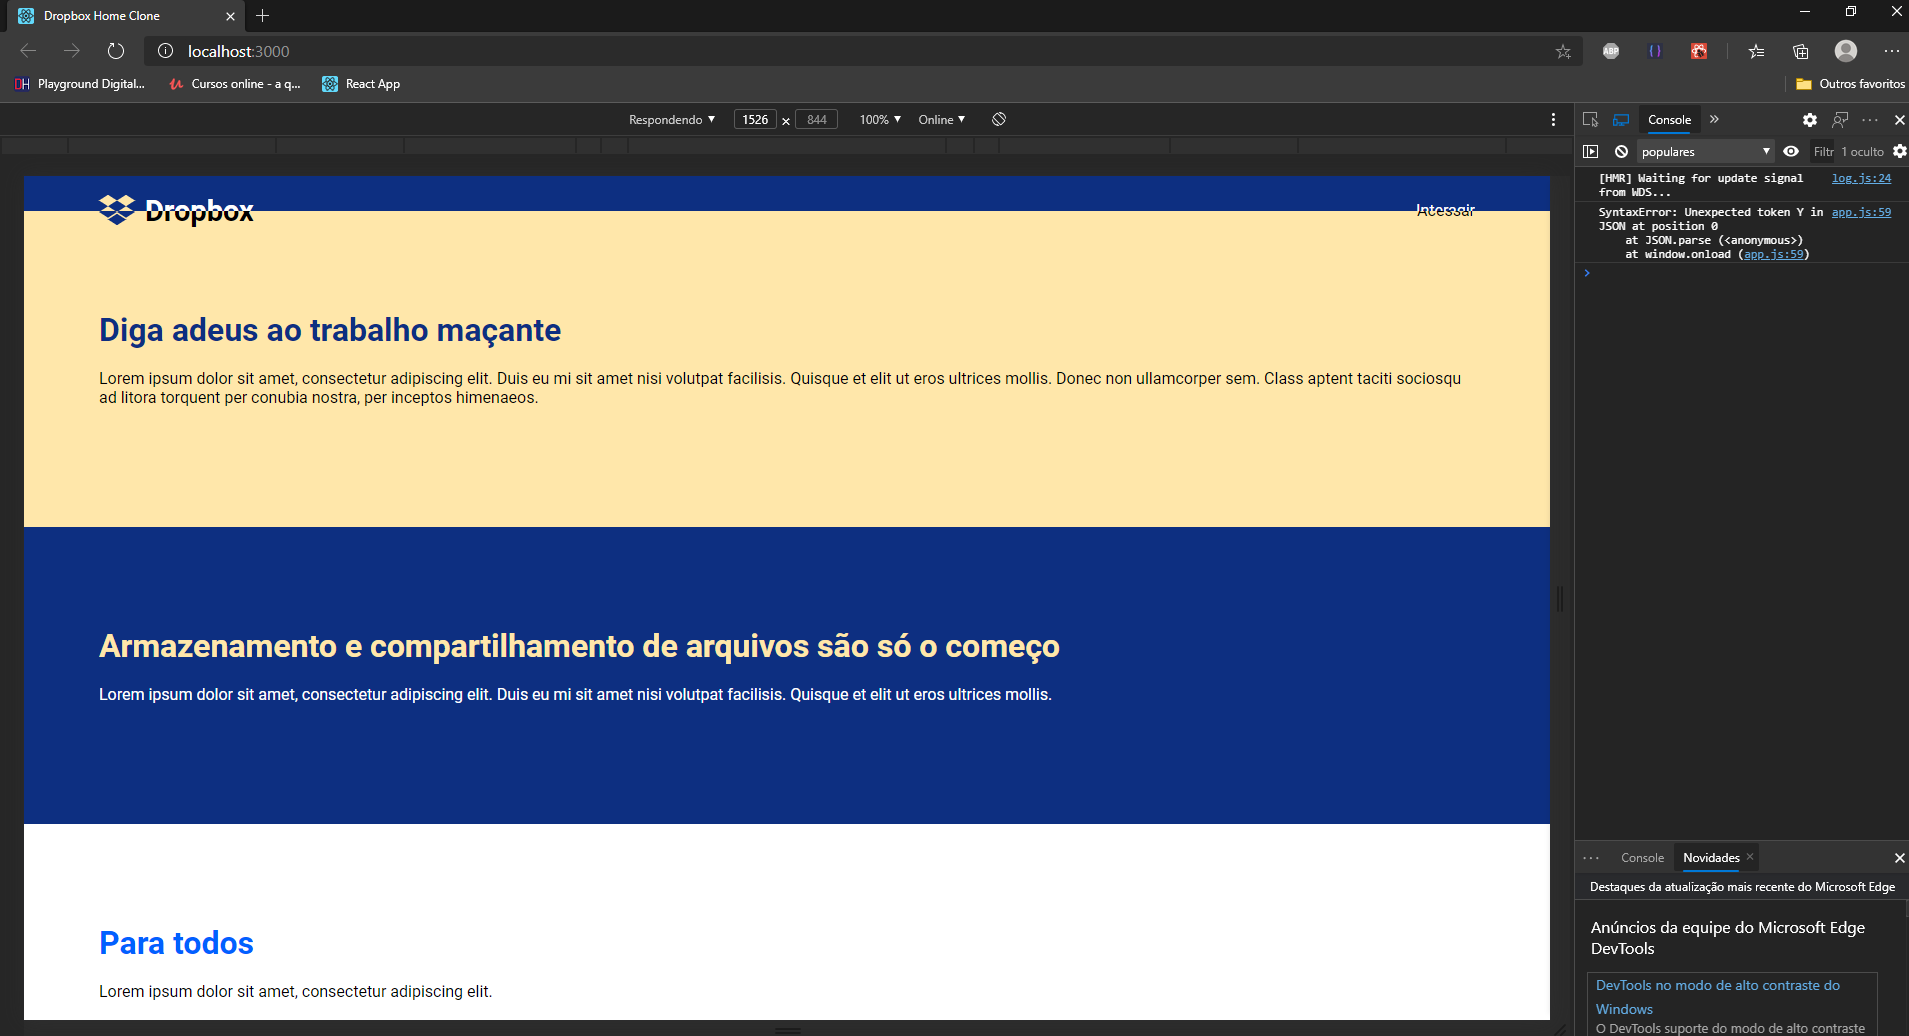 Dropbox Home Clone
localhost:3000
Playground Digital...
Cursos online - a q...
React App
Outros favoritos
Respondendo
1526 × 844
100%
Online
Console
populares
Filtr
1 oculto
[HMR] Waiting for update signal from WDS...
log.js:24
SyntaxError: Unexpected token Y in
app.js:59
JSON at position 0
at JSON.parse (<anonymous>)
at window.onload (app.js:59)
Dropbox
Interagir
Acessar
Diga adeus ao trabalho maçante
Lorem ipsum dolor sit amet, consectetur adipiscing elit. Duis eu mi sit amet nisi volutpat facilisis. Quisque et elit ut eros ultrices mollis. Donec non ullamcorper sem. Class aptent taciti sociosqu
ad litora torquent per conubia nostra, per inceptos himenaeos.
Armazenamento e compartilhamento de arquivos são só o começo
Lorem ipsum dolor sit amet, consectetur adipiscing elit. Duis eu mi sit amet nisi volutpat facilisis. Quisque et elit ut eros ultrices mollis.
Para todos
Lorem ipsum dolor sit amet, consectetur adipiscing elit.
Console
Novidades
Destaques da atualização mais recente do Microsoft Edge
Anúncios da equipe do Microsoft Edge
DevTools
DevTools no modo de alto contraste do
Windows
O DevTools suporte do modo de alto contraste